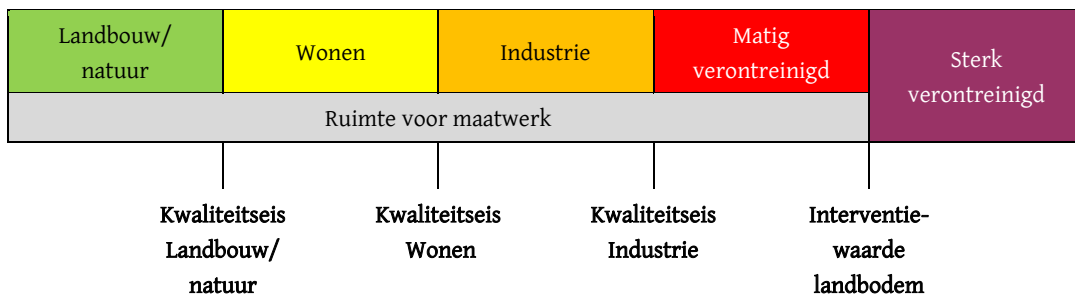 Landbouw/
natuur
Wonen
Industrie
Matig
verontreinigd
Sterk
verontreinigd
Ruimte voor maatwerk
Kwaliteitseis
Landbouw/
natuur
Kwaliteitseis
Wonen
Kwaliteitseis
Industrie
Interventie-
waarde
landbodem